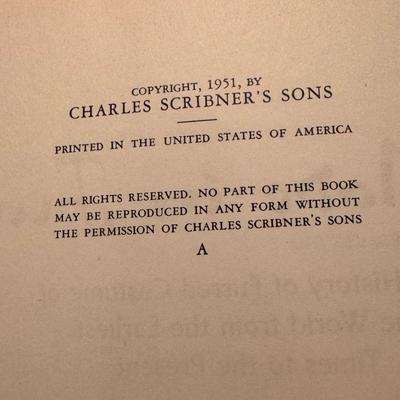 COPYRIGHT, 1951, BY
CHARLES SCRIBNER'S SONS
PRINTED IN THE UNITED STATES OF AMERICA
ALL RIGHTS RESERVED. NO PART OF THIS BOOK
MAY BE REPRODUCED IN ANY FORM WITHOUT
THE PERMISSION OF CHARLES SCRIBNER'S SONS
A